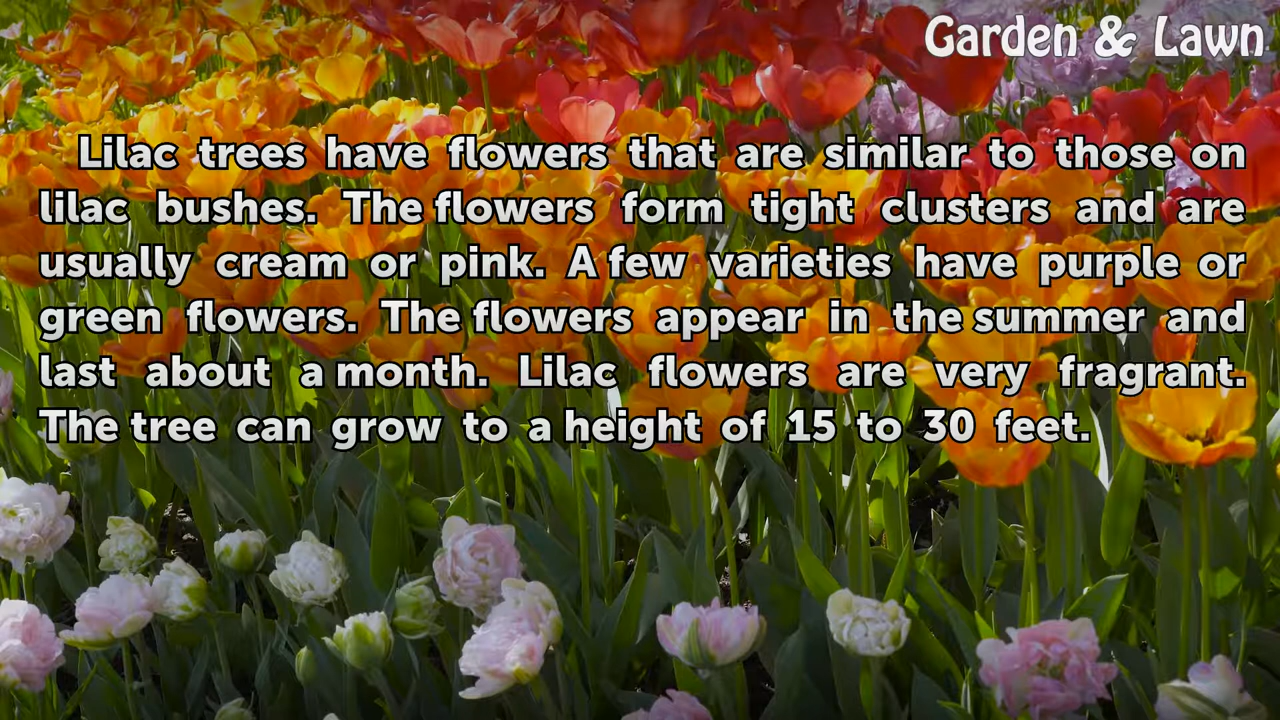 Garden & Lawn
Lilac trees have flowers that are similar to those on
lilac bushes. The flowers form tight clusters and are
usually cream or pink. A few varieties have purple or
green flowers. The flowers appear in the summer and
last about a month. Lilac flowers are very fragrant.
The tree can grow to a height of 15 to 30 feet.